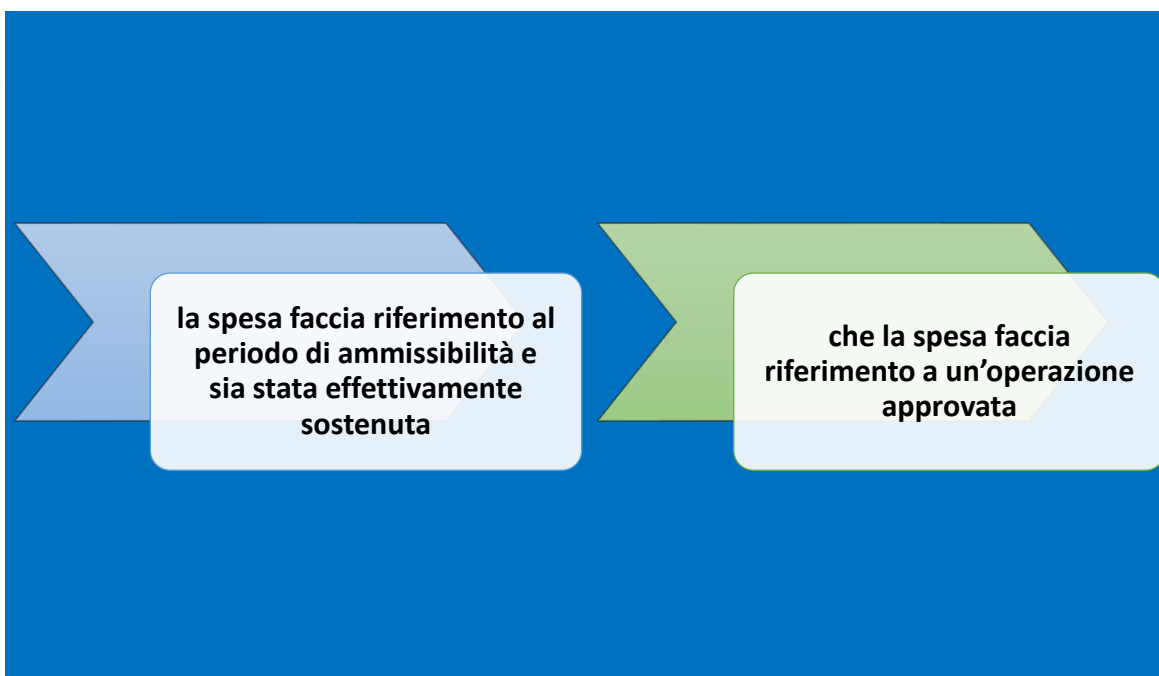 la spesa faccia riferimento al
periodo di ammissibilità e
sia stata effettivamente
sostenuta
che la spesa faccia
riferimento a un’operazione
approvata